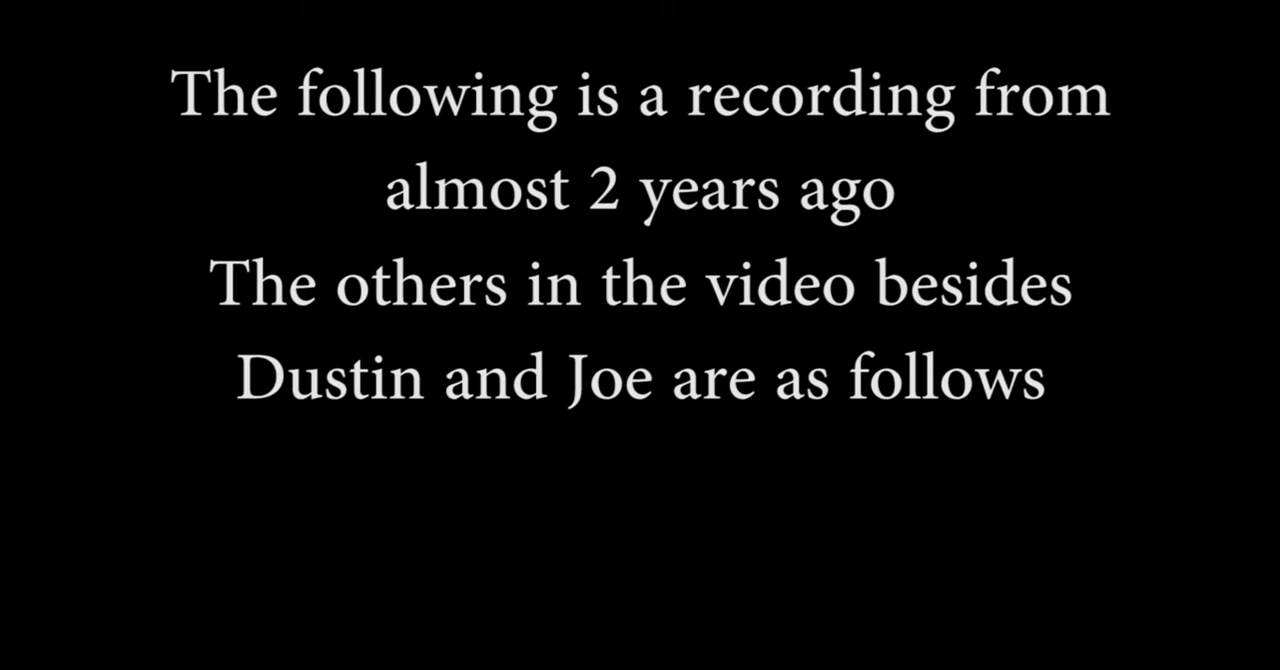 The following is a recording from
almost 2 years ago
The others in the video besides
Dustin and Joe are as follows